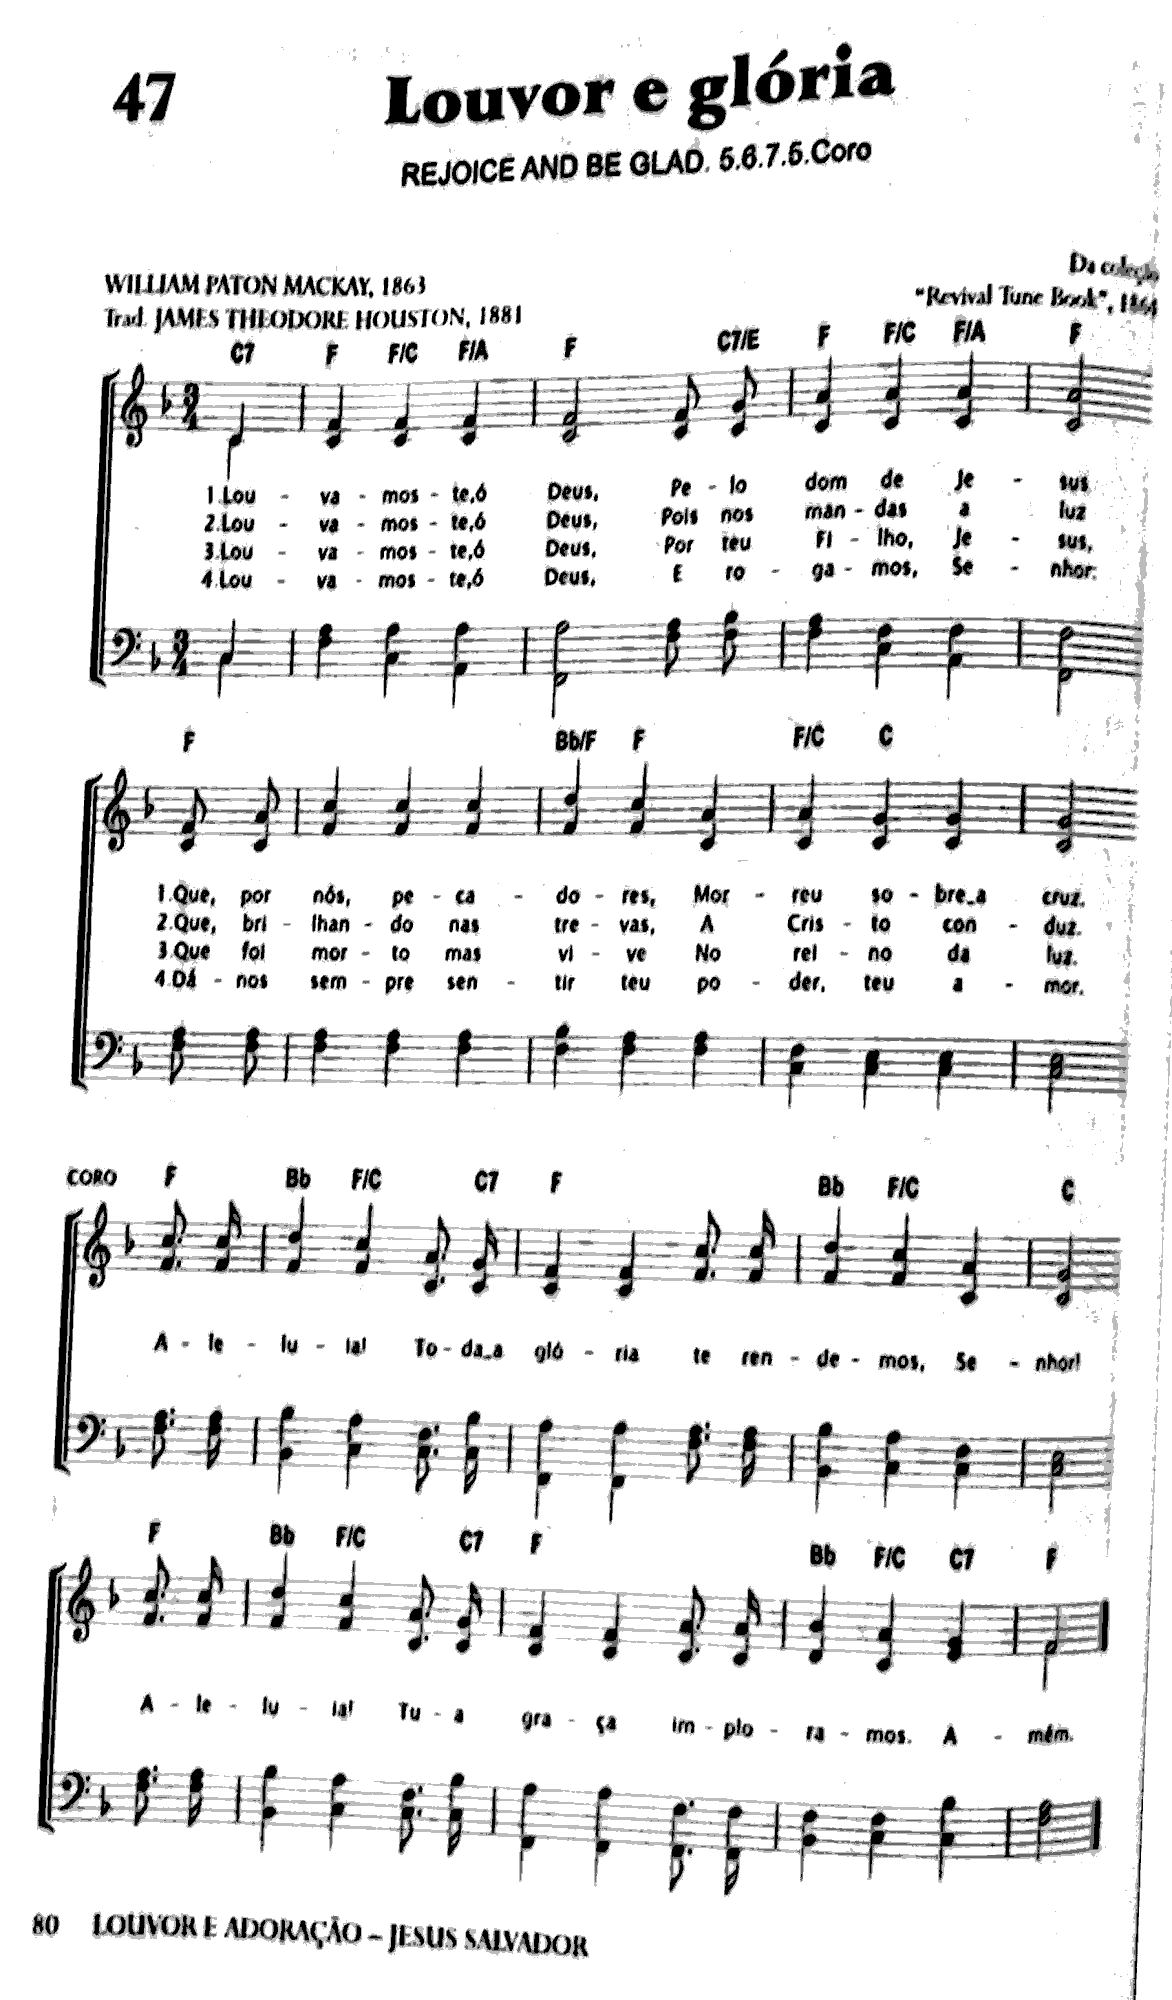 47
Louvor e glória
REJOICE AND BE GLAD. 5.6.7.5.Coro
WILLIAM PATON MACKAY, 1863
Da coleção
Trad. JAMES THEODORE HOUSTON, 1881
"Revival Tune Book", 1864
C7 F F/C F/A F C7/E F F/C F/A F
3 4
1.Lou - va - mos - te,ó Deus, Pe - lo dom de Je - sus
2.Lou - va - mos - te,ó Deus, Pois nos man - das a luz
3.Lou - va - mos - te,ó Deus, Por teu Fi - lho, Je - sus,
4.Lou - va - mos - te,ó Deus, E ro - ga - mos, Se - nhor:
3 4
F Bb/F F F/C C
1.Que, por nós, pe - ca - do - res, Mor - reu so - bre_a cruz.
2.Que, bri - lhan - do nas tre - vas, A Cris - to con - duz.
3.Que foi mor - to mas vi - ve No rei - no da luz.
4.Dá - nos sem - pre sen - tir teu po - der, teu a - mor.
CORO F Bb F/C C7 F Bb F/C C
A - le - lu - ia! To - da_a gló - ria te ren - de - mos, Se - nhor!
F Bb F/C C7 F Bb F/C C7 F
A - le - lu - ia! Tu - a gra - ça im - plo - ra - mos. A - mém.
80 LOUVOR E ADORAÇÃO – JESUS SALVADOR